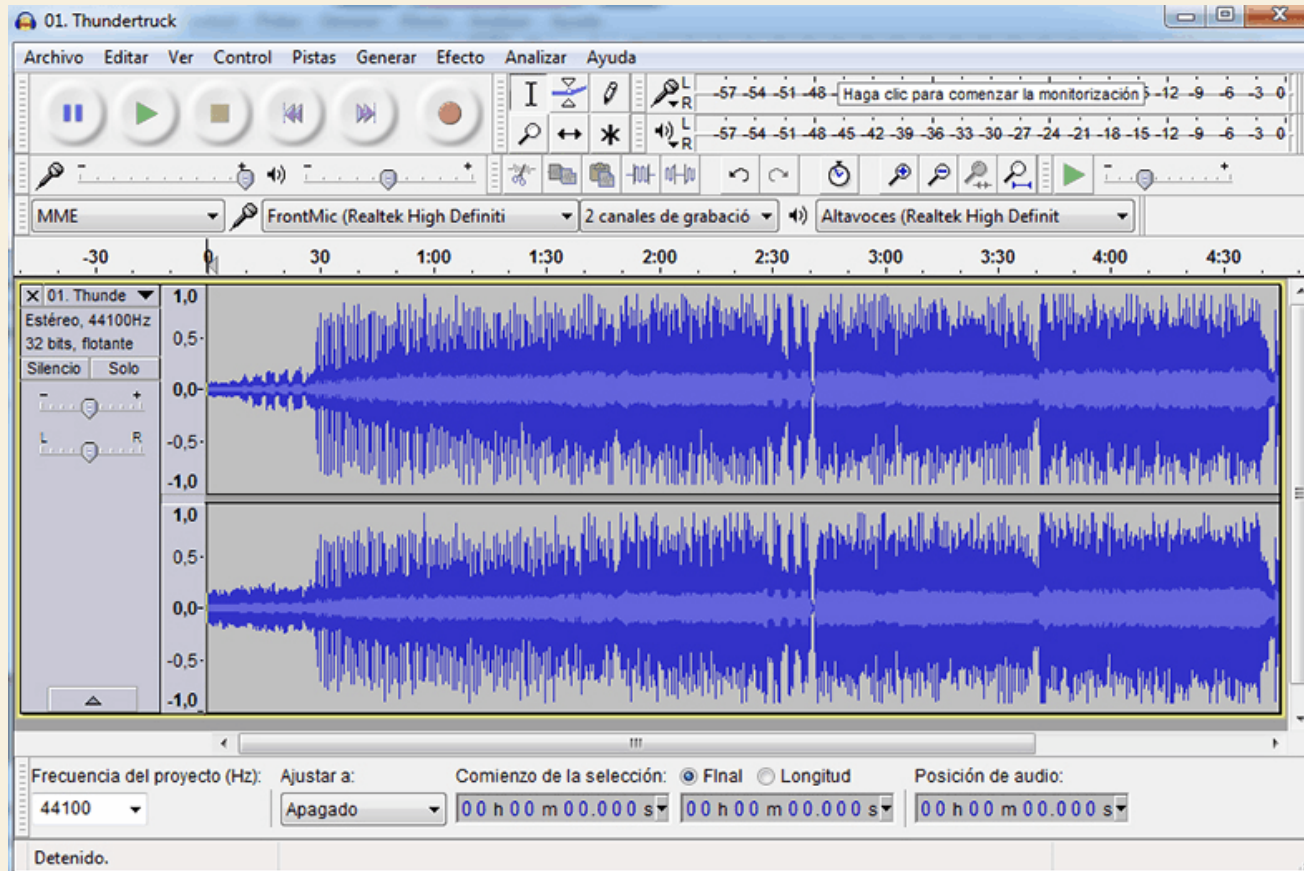 01. Thundertruck
Archivo Editar Ver Control Pistas Generar Efecto Analizar Ayuda
L
R
-57 -54 -51 -48 - Haga clic para comenzar la monitorización 5 -12 -9 -6 -3 0
L
R
-57 -54 -51 -48 -45 -42 -39 -36 -33 -30 -27 -24 -21 -18 -15 -12 -9 -6 -3 0
- + - + - +
MME FrontMic (Realtek High Definiti 2 canales de grabació Altavoces (Realtek High Definit
-30 0 30 1:00 1:30 2:00 2:30 3:00 3:30 4:00 4:30
X 01. Thunde
Estéreo, 44100Hz
32 bits, flotante
Silencio Solo
- +
L R
1,0
0,5-
0,0-
-0,5-
-1,0
1,0
0,5-
0,0-
-0,5-
-1,0
Frecuencia del proyecto (Hz): Ajustar a: Comienzo de la selección: FInal Longitud Posición de audio:
44100 Apagado 00 h 00 m 00.000 s 00 h 00 m 00.000 s 00 h 00 m 00.000 s
Detenido.